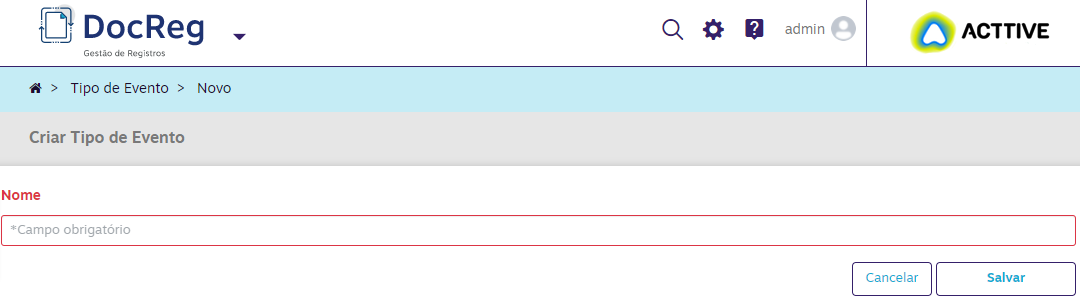 DocReg
Gestão de Registros
? admin
ACTTIVE
> Tipo de Evento > Novo
Criar Tipo de Evento
Nome
*Campo obrigatório
Cancelar Salvar